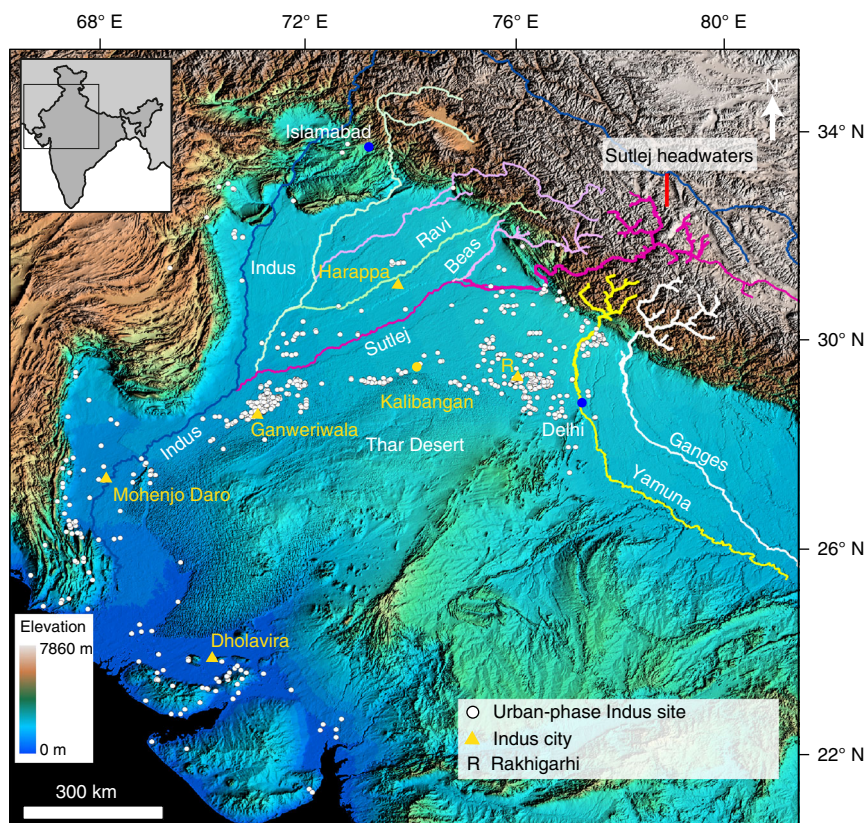 68° E
72° E
76° E
80° E
N
Islamabad
34° N
Sutlej headwaters
Ravi
Indus
Beas
Harappa
30° N
Sutlej
R
Kalibangan
Indus
Ganweriwala
Thar Desert
Delhi
Ganges
Mohenjo Daro
Yamuna
26° N
Elevation
7860 m
0 m
Dholavira
Urban-phase Indus site
Indus city
R Rakhigarhi
22° N
300 km